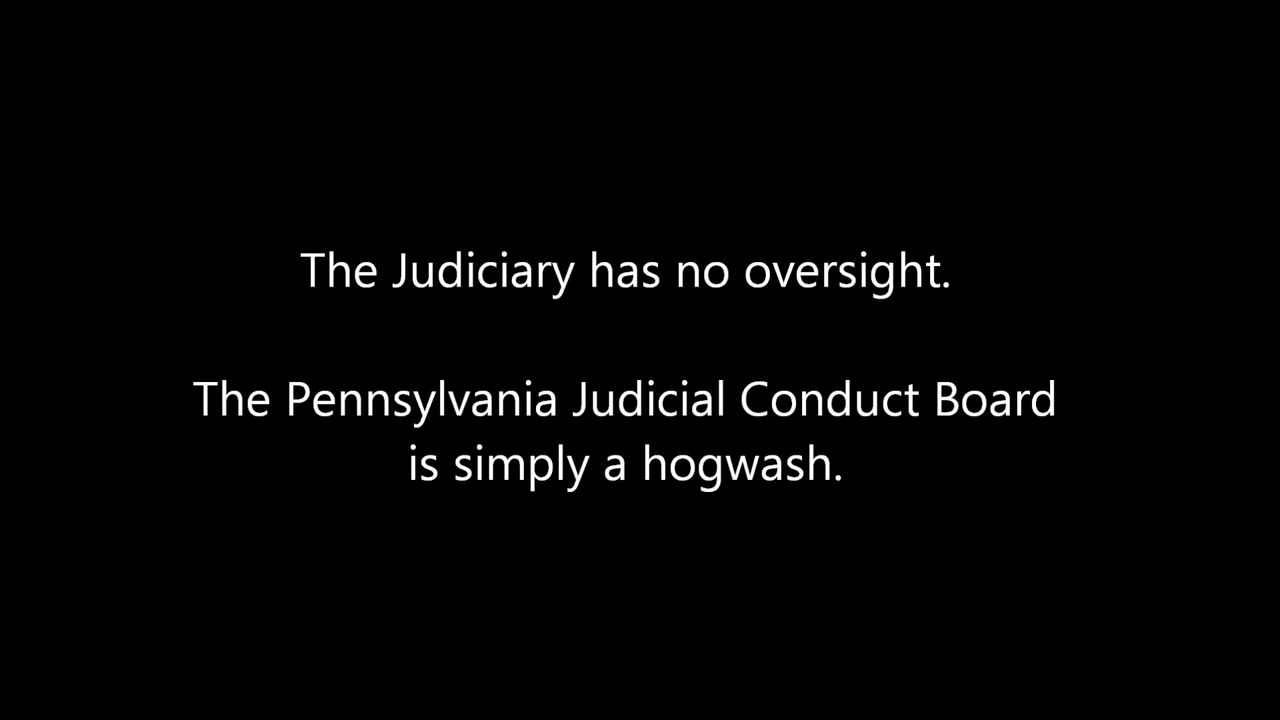 The Judiciary has no oversight.
The Pennsylvania Judicial Conduct Board
is simply a hogwash.